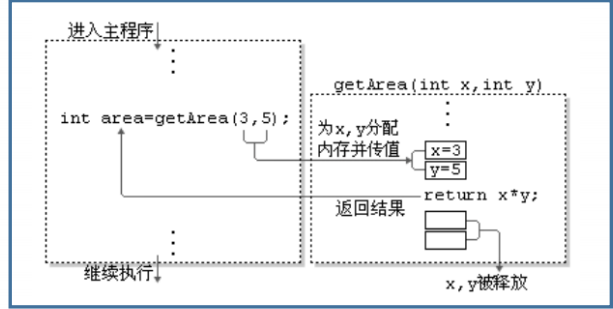 进入主程序
getArea(int x,int y)
int area=getArea(3,5);
为x,y分配
内存并传值
x=3
y=5
return x*y;
返回结果
继续执行
x,y被释放